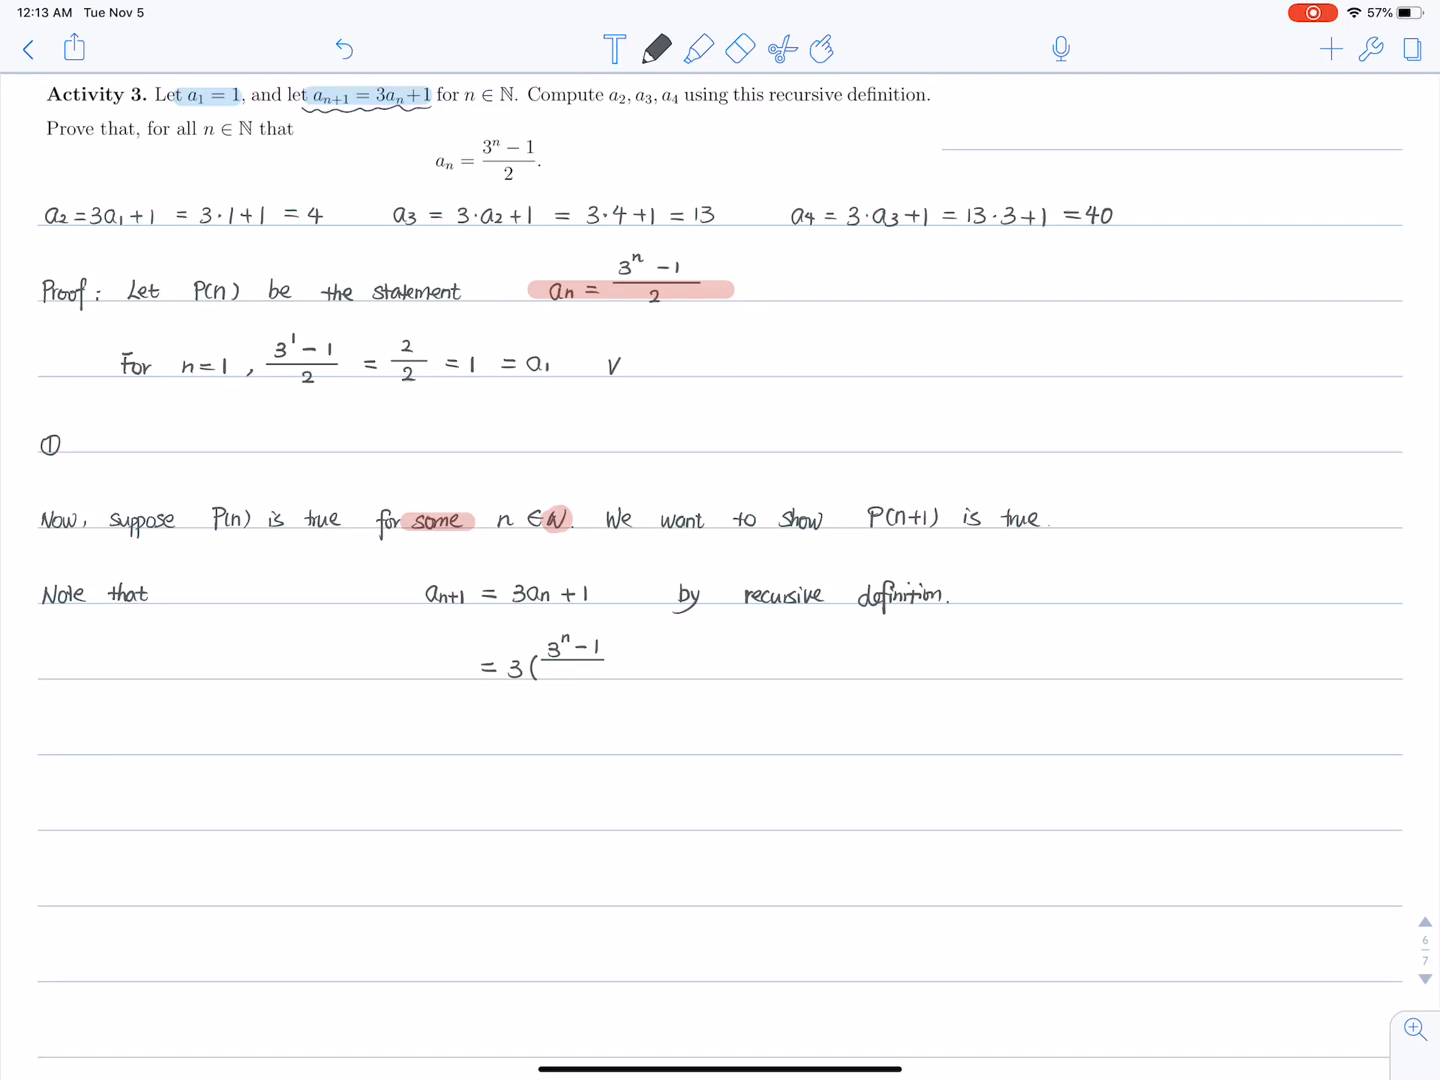 12:13 AM Tue Nov 5 57%
Activity 3. Let a₁ = 1, and let aₙ₊₁ = 3aₙ+1 for n ∈ ℕ. Compute a₂, a₃, a₄ using this recursive definition.
Prove that, for all n ∈ ℕ that
aₙ = (3ⁿ − 1)/2.
a₂ = 3a₁ + 1 = 3·1+1 = 4 a₃ = 3·a₂+1 = 3·4+1 = 13 a₄ = 3·a₃+1 = 13·3+1 = 40
Proof: Let P(n) be the statement aₙ = (3ⁿ − 1)/2
For n=1, (3¹ − 1)/2 = 2/2 = 1 = a₁ ✓
①
Now, suppose P(n) is true for some n ∈ ℕ. We want to show P(n+1) is true.
Note that aₙ₊₁ = 3aₙ + 1 by recursive definition.
= 3( 3ⁿ − 1
6
7